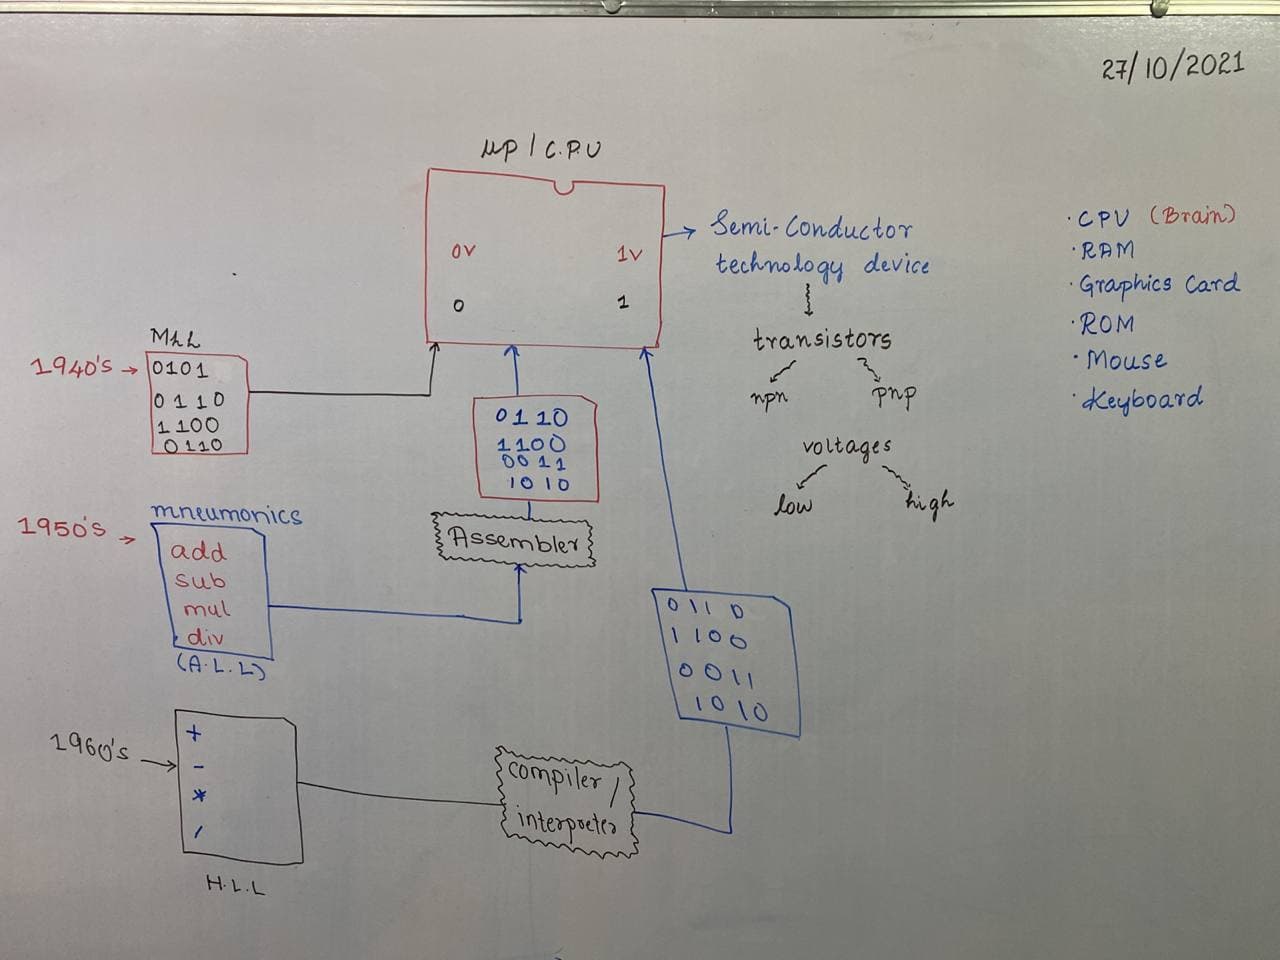 27/10/2021
μP / C.P.U
0V 1V
0 1
Semi-Conductor
technology device
transistors
npn pnp
voltages
low high
·CPU (Brain)
·RAM
·Graphics Card
·ROM
·Mouse
·Keyboard
MLL
1940's
0101
0110
1100
0110
0110
1100
0011
1010
Assembler
1950's
mneumonics
add
sub
mul
div
(A.L.L)
0110
1100
0011
1010
1960's
+
-
*
/
H.L.L
compiler /
interpreter